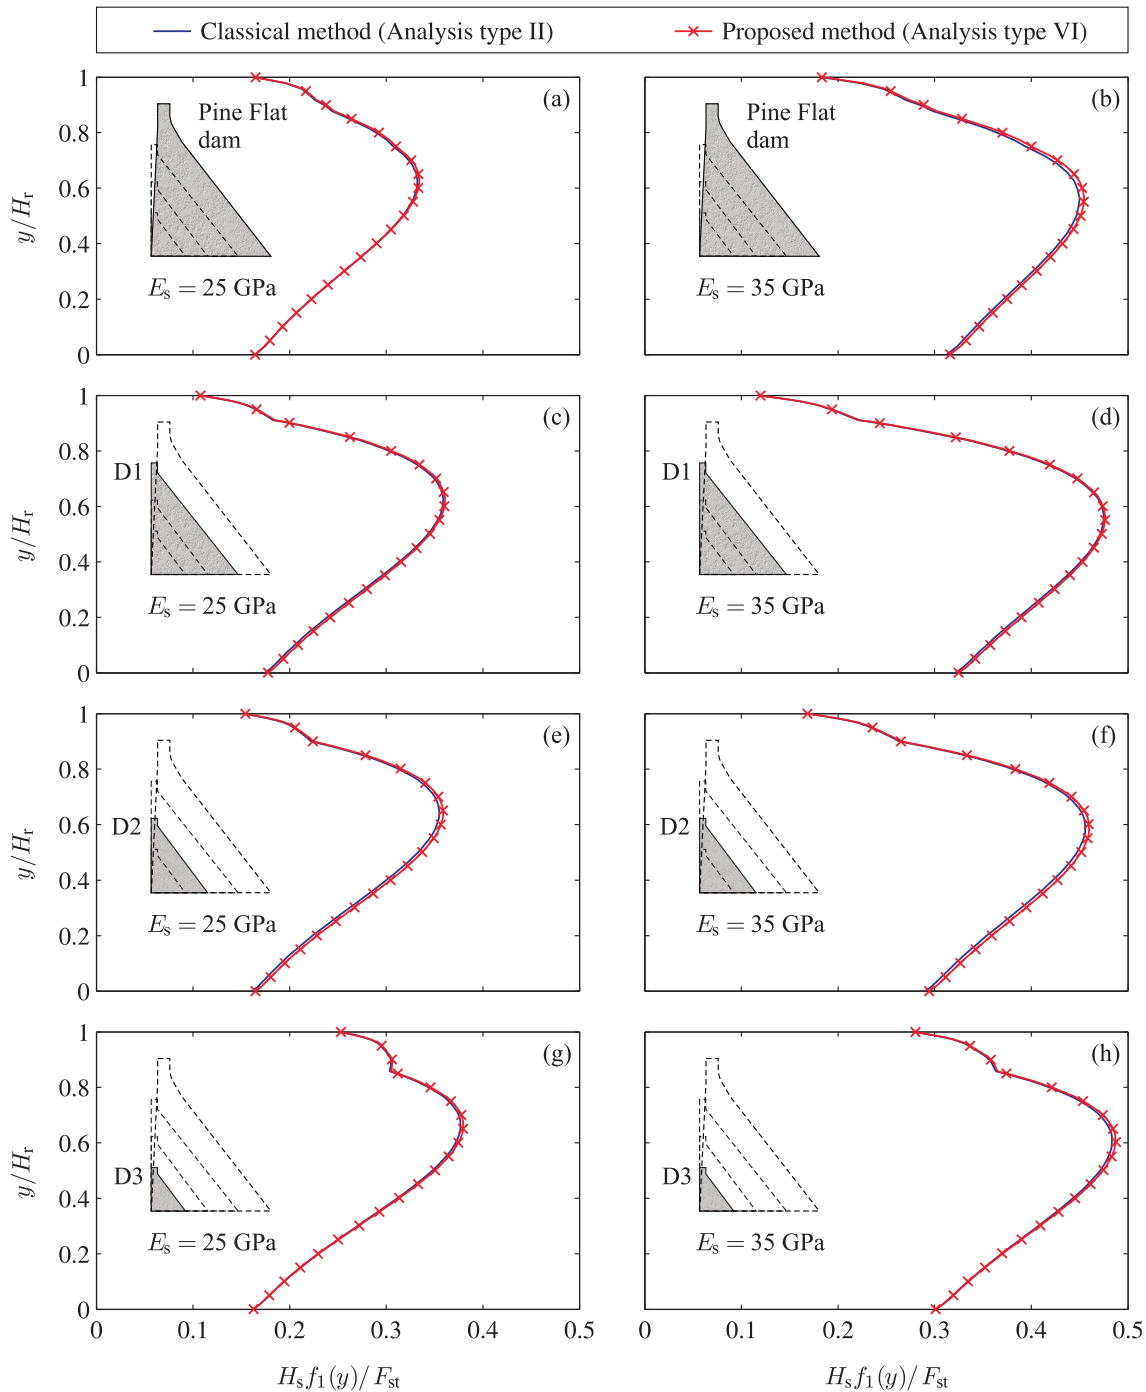 Classical method (Analysis type II) Proposed method (Analysis type VI)
1
0.8
0.6
0.4
0.2
0
y/Hr
(a)
Pine Flat
dam
Es = 25 GPa
(b)
Pine Flat
dam
Es = 35 GPa
1
0.8
0.6
0.4
0.2
0
y/Hr
(c)
D1
Es = 25 GPa
(d)
D1
Es = 35 GPa
1
0.8
0.6
0.4
0.2
0
y/Hr
(e)
D2
Es = 25 GPa
(f)
D2
Es = 35 GPa
1
0.8
0.6
0.4
0.2
0
y/Hr
(g)
D3
Es = 25 GPa
(h)
D3
Es = 35 GPa
0 0.1 0.2 0.3 0.4 0.5
0.1 0.2 0.3 0.4 0.5
Hs f1(y)/ Fst
Hs f1(y)/ Fst